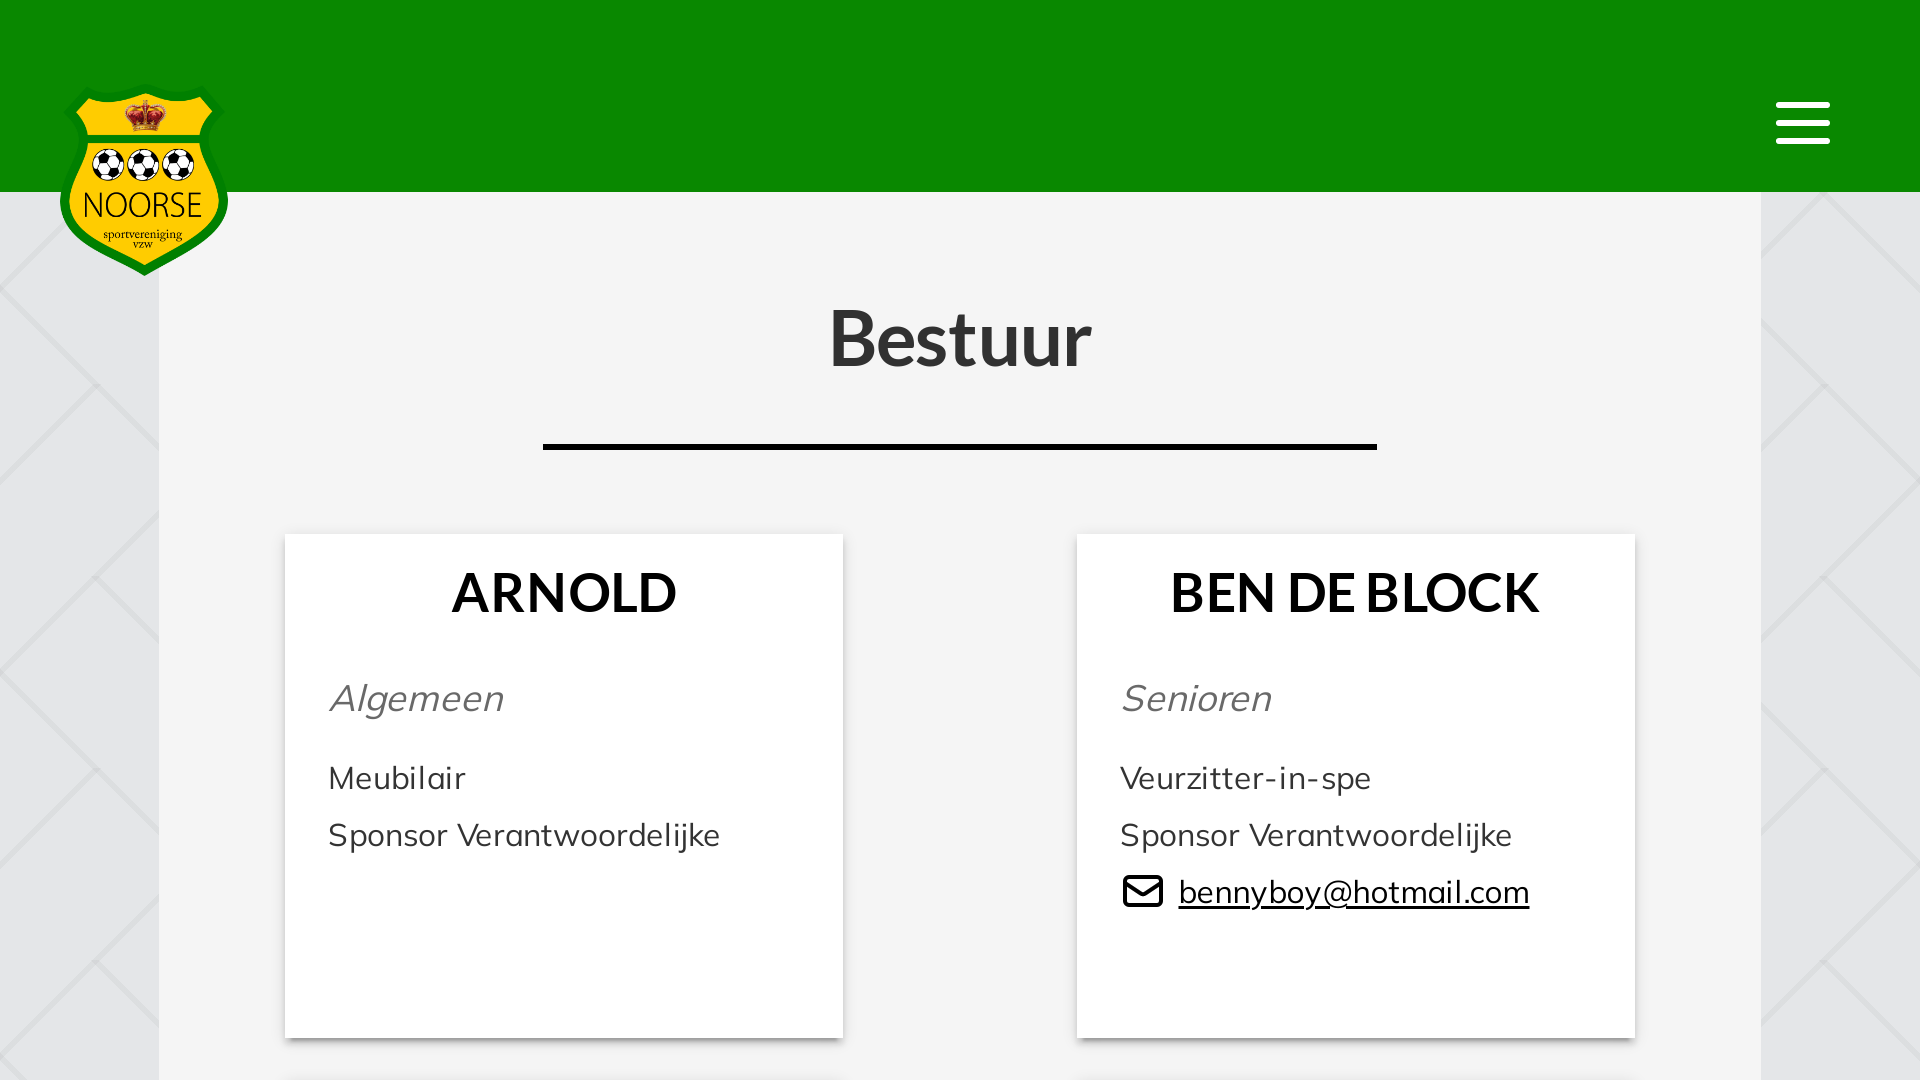 NOORSE
sportvereniging
vzw
Bestuur
ARNOLD
Algemeen
Meubilair
Sponsor Verantwoordelijke
BEN DE BLOCK
Senioren
Veurzitter-in-spe
Sponsor Verantwoordelijke
bennyboy@hotmail.com